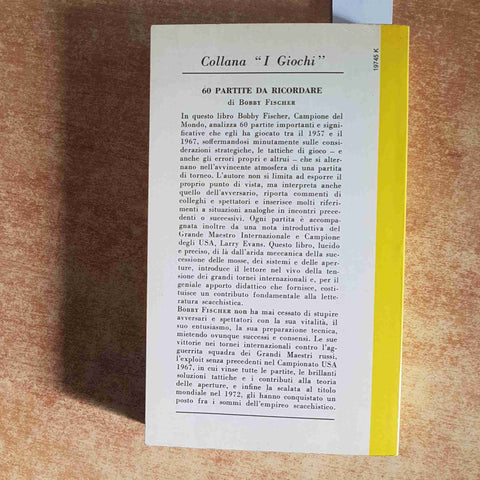 Collana "I Giochi"
19745 K
60 PARTITE DA RICORDARE
di BOBBY FISCHER
In questo libro Bobby Fischer, Campione del
Mondo, analizza 60 partite importanti e signi-
ficative che egli ha giocato tra il 1957 e il
1967, soffermandosi minutamente sulle consi-
derazioni strategiche, le tattiche di gioco – e
anche gli errori propri e altrui – che si alter-
nano nell'avvincente atmosfera di una partita
di torneo. L'autore non si limita ad esporre il
proprio punto di vista, ma interpreta anche
quello dell'avversario, riporta commenti di
colleghi e spettatori e inserisce molti riferi-
menti a situazioni analoghe in incontri prece-
denti o successivi. Ogni partita è accompa-
gnata inoltre da una nota introduttiva del
Grande Maestro Internazionale e Campione
degli USA, Larry Evans. Questo libro, lucido
e preciso, di là dall'arida meccanica della suc-
cessione delle mosse, dei sistemi e delle aper-
ture, introduce il lettore nel vivo della ten-
sione dei grandi tornei internazionali e, per il
geniale apporto didattico che fornisce, costi-
tuisce un contributo fondamentale alla lette-
ratura scacchistica.
BOBBY FISCHER non ha mai cessato di stupire
avversari e spettatori con la sua vitalità, il
suo entusiasmo, la sua preparazione tecnica,
mietendo ovunque successi e consensi. Le sue
vittorie nei tornei internazionali contro l'ag-
guerrita squadra dei Grandi Maestri russi,
l'exploit senza precedenti nel Campionato USA
1967, in cui vinse tutte le partite, le brillanti
soluzioni tattiche e i contributi alla teoria
delle aperture, e infine la scalata al titolo
mondiale nel 1972, gli hanno conquistato un
posto fra i sommi dell'empireo scacchistico.